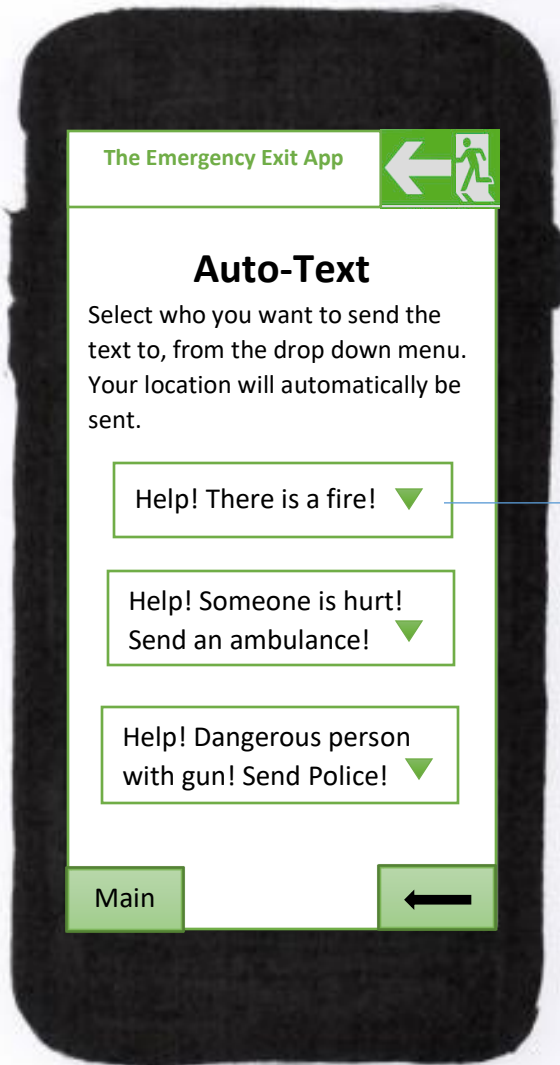 The Emergency Exit App
Auto-Text
Select who you want to send the
text to, from the drop down menu.
Your location will automatically be
sent.
Help! There is a fire!
Help! Someone is hurt!
Send an ambulance!
Help! Dangerous person
with gun! Send Police!
Main